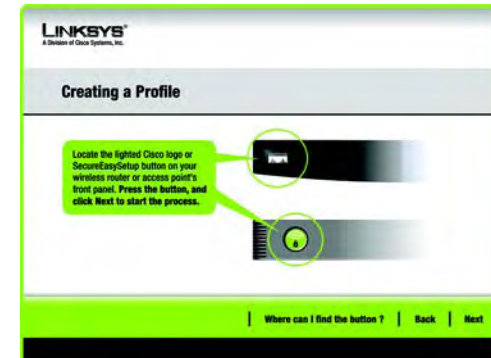 LINKSYS®
A Division of Cisco Systems, Inc.
Creating a Profile
Locate the lighted Cisco logo or
SecureEasySetup button on your
wireless router or access point's
front panel. Press the button, and
click Next to start the process.
Where can I find the button ? | Back | Next